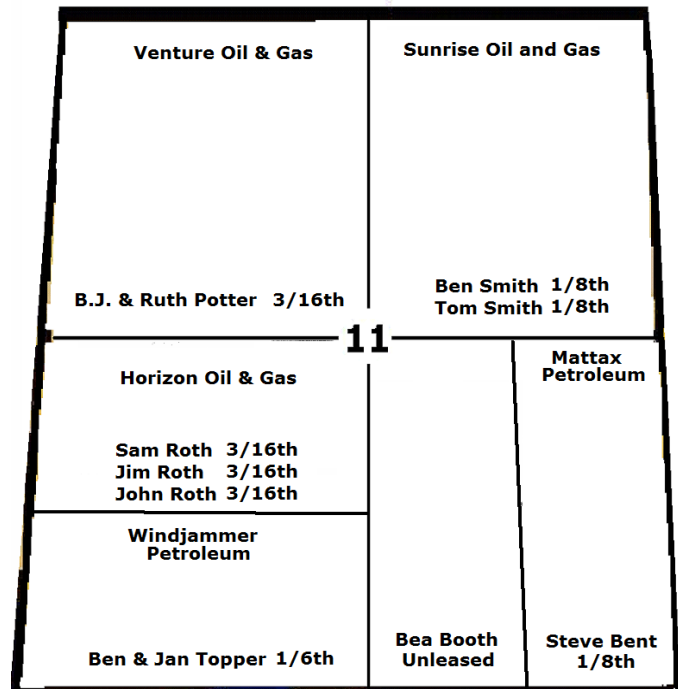 Venture Oil & Gas
Sunrise Oil and Gas
B.J. & Ruth Potter 3/16th
Ben Smith 1/8th
Tom Smith 1/8th
11
Horizon Oil & Gas
Sam Roth 3/16th
Jim Roth 3/16th
John Roth 3/16th
Windjammer
Petroleum
Ben & Jan Topper 1/6th
Bea Booth
Unleased
Mattax
Petroleum
Steve Bent
1/8th